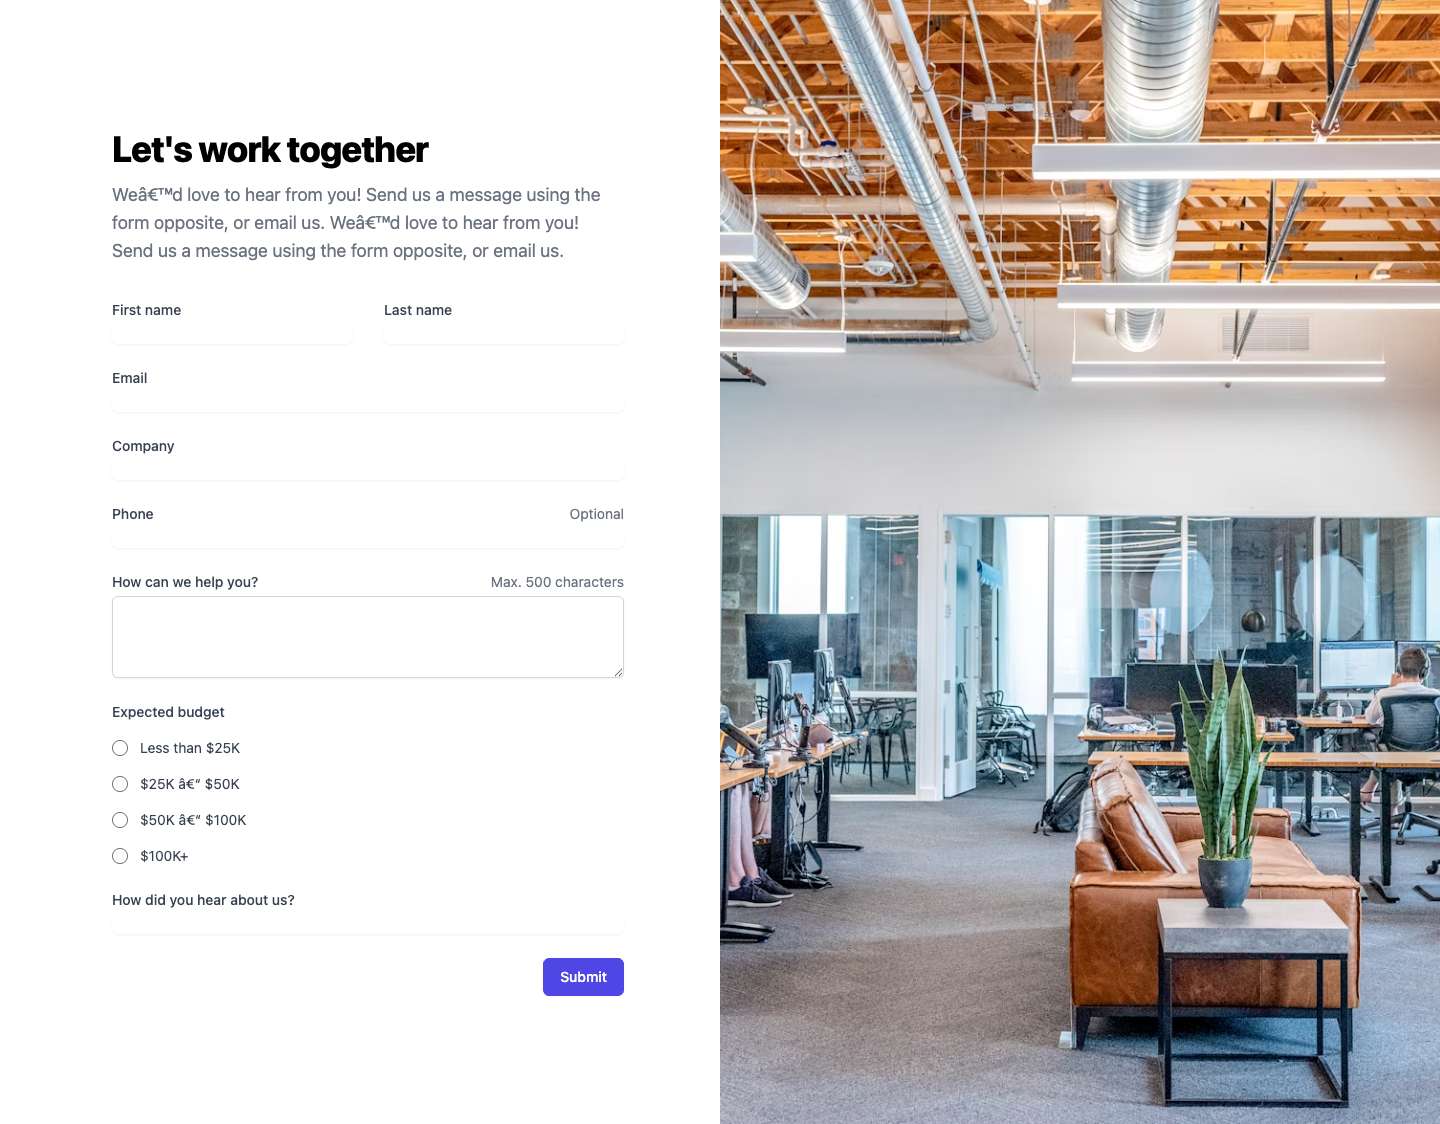 Let's work together
Weâ€™d love to hear from you! Send us a message using the
form opposite, or email us. Weâ€™d love to hear from you!
Send us a message using the form opposite, or email us.
First name
Last name
Email
Company
Phone
Optional
How can we help you?
Max. 500 characters
Expected budget
Less than $25K
$25K â€“ $50K
$50K â€“ $100K
$100K+
How did you hear about us?
Submit